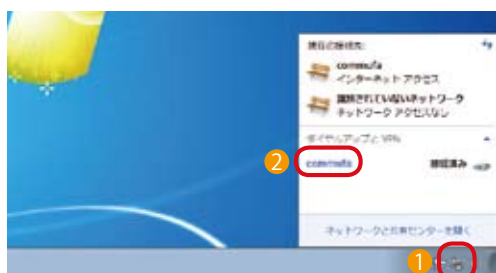 現在の接続先:
commufa
インターネット アクセス
識別されていないネットワーク
ネットワーク アクセスなし
ダイヤルアップと VPN
2 commufa 接続済み
ネットワークと共有センターを開く
1